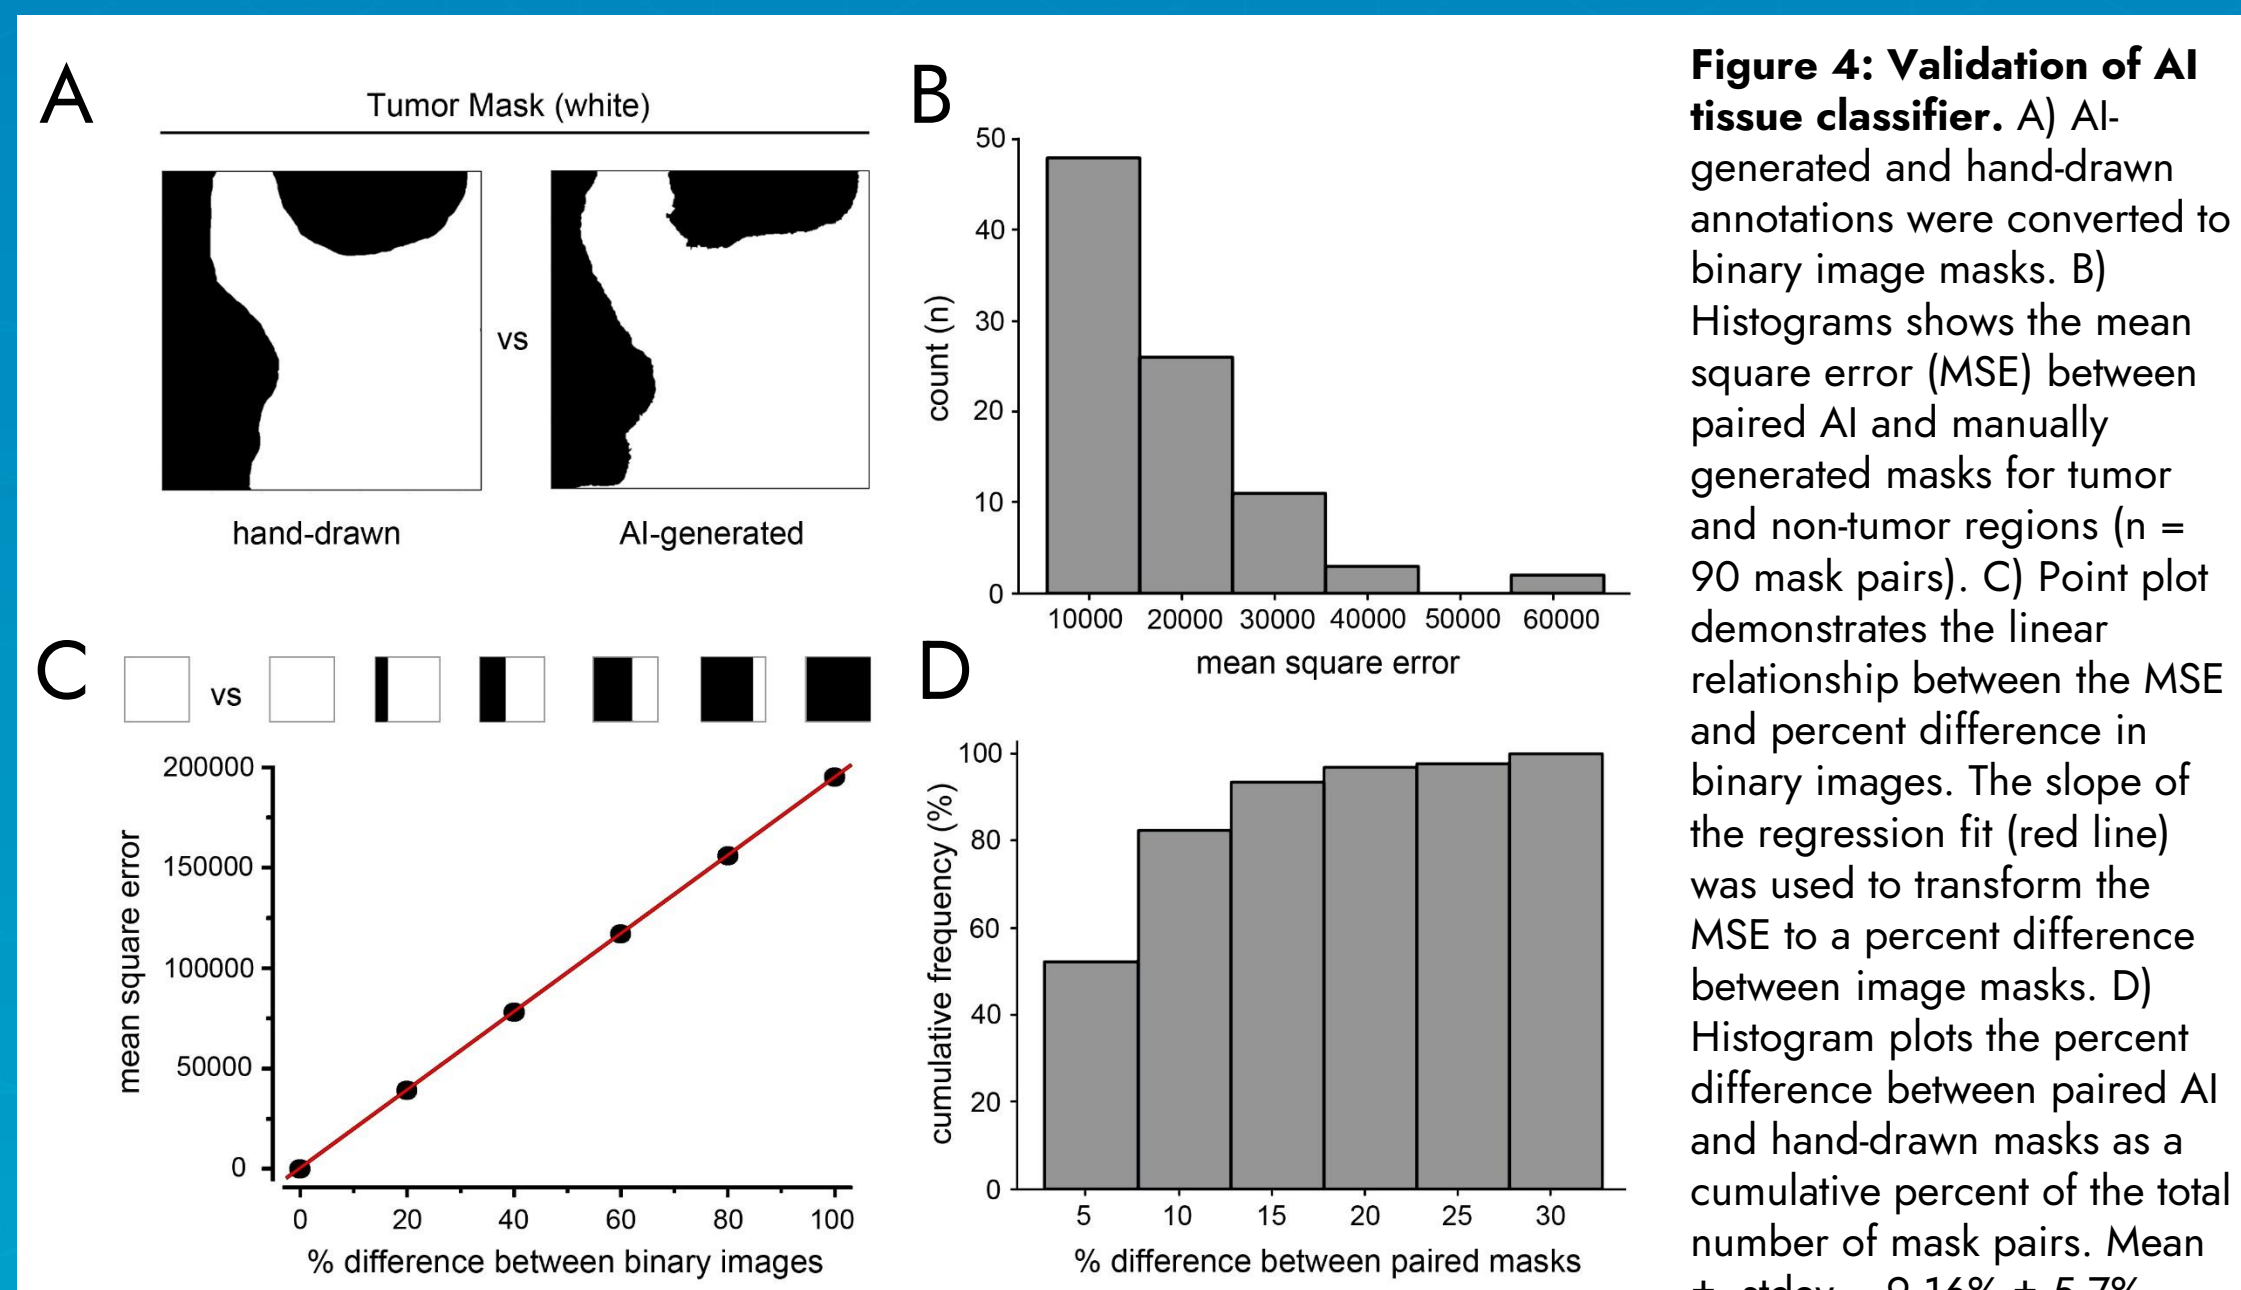 A
Tumor Mask (white)
vs
hand-drawn
AI-generated
B
50
40
30
20
10
0
count (n)
10000 20000 30000 40000 50000 60000
mean square error
C
vs
200000
150000
100000
50000
0
mean square error
0 20 40 60 80 100
% difference between binary images
D
100
80
60
40
20
0
cumulative frequency (%)
5 10 15 20 25 30
% difference between paired masks
Figure 4: Validation of AI
tissue classifier. A) AI-
generated and hand-drawn
annotations were converted to
binary image masks. B)
Histograms shows the mean
square error (MSE) between
paired AI and manually
generated masks for tumor
and non-tumor regions (n =
90 mask pairs). C) Point plot
demonstrates the linear
relationship between the MSE
and percent difference in
binary images. The slope of
the regression fit (red line)
was used to transform the
MSE to a percent difference
between image masks. D)
Histogram plots the percent
difference between paired AI
and hand-drawn masks as a
cumulative percent of the total
number of mask pairs. Mean
stdev 5.7%